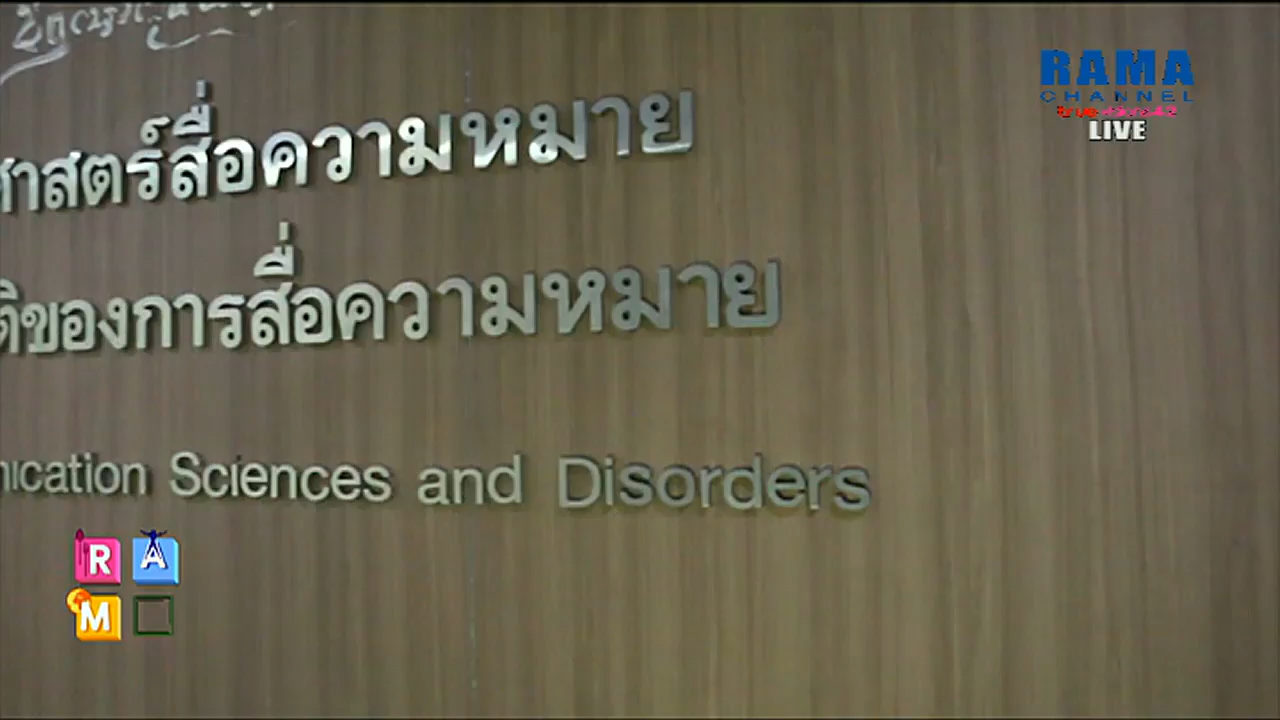 RAMA
CHANNEL
LIVE
ศาสตร์สื่อความหมาย
ติของการสื่อความหมาย
nication Sciences and Disorders
R A
M